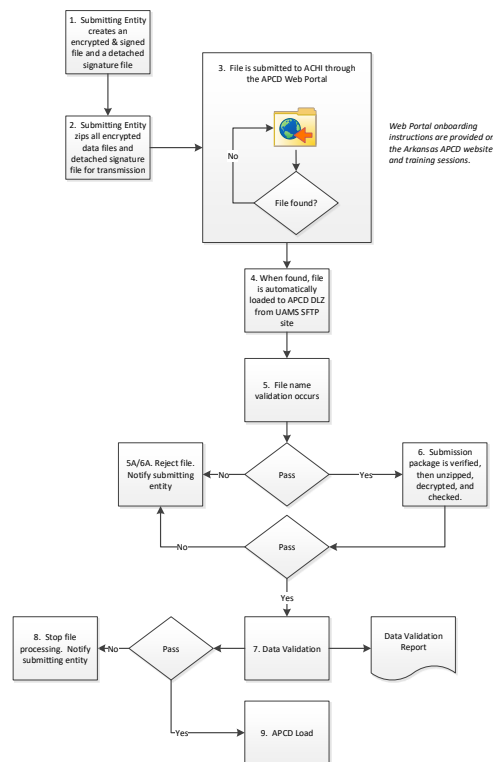 1. Submitting Entity
creates an
encrypted & signed
file and a detached
signature file
2. Submitting Entity
zips all encrypted
data files and
detached signature
file for transmission
3. File is submitted to ACHI through
the APCD Web Portal
No
File found?
Web Portal onboarding
instructions are provided on
the Arkansas APCD website
and training sessions.
4. When found, file
is automatically
loaded to APCD DLZ
from UAMS SFTP
site
5. File name
validation occurs
5A/6A. Reject file.
Notify submitting
entity
No
Pass
Yes
6. Submission
package is verified,
then unzipped,
decrypted, and
checked.
No
Pass
Yes
8. Stop file
processing. Notify
submitting entity
No
Pass
7. Data Validation
Data Validation
Report
Yes
9. APCD Load